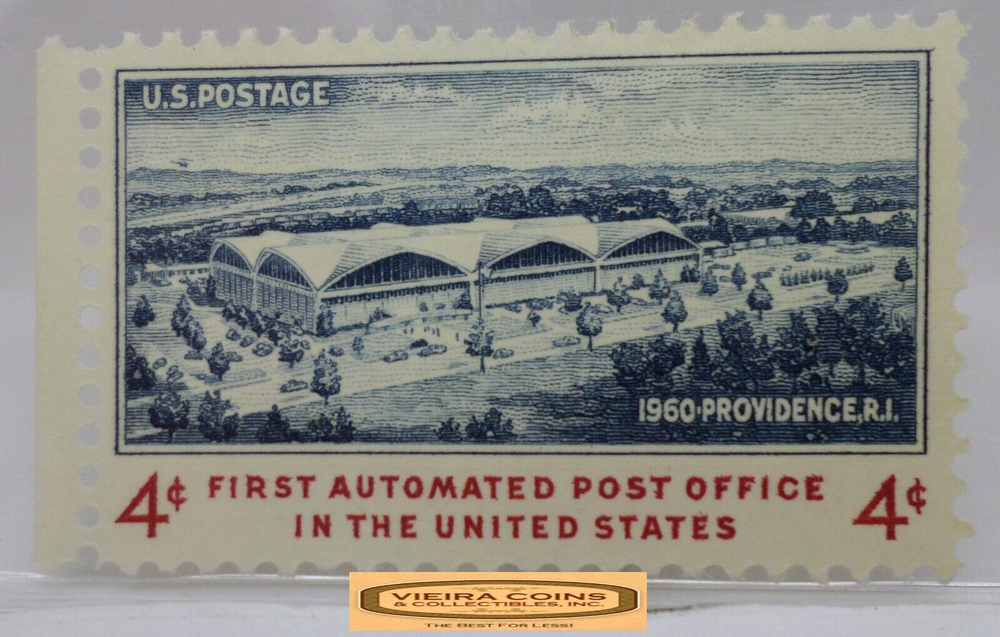 U.S.POSTAGE
1960·PROVIDENCE,R.I.
4¢ FIRST AUTOMATED POST OFFICE 4¢
IN THE UNITED STATES
VIEIRA COINS
& COLLECTIBLES, INC.
THE BEST FOR LESS!